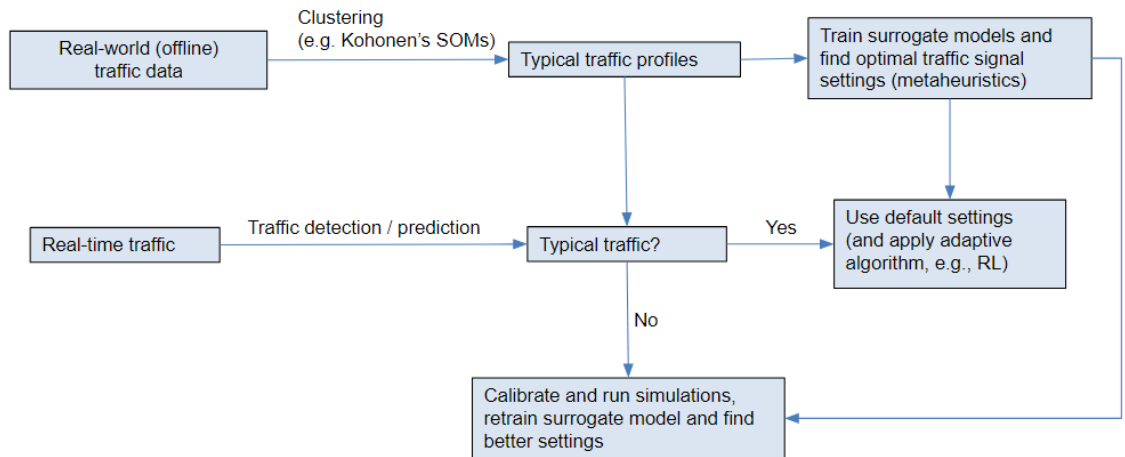 Clustering
(e.g. Kohonen's SOMs)
Real-world (offline)
traffic data
Typical traffic profiles
Train surrogate models and
find optimal traffic signal
settings (metaheuristics)
Real-time traffic
Traffic detection / prediction
Typical traffic?
Yes
Use default settings
(and apply adaptive
algorithm, e.g., RL)
No
Calibrate and run simulations,
retrain surrogate model and find
better settings